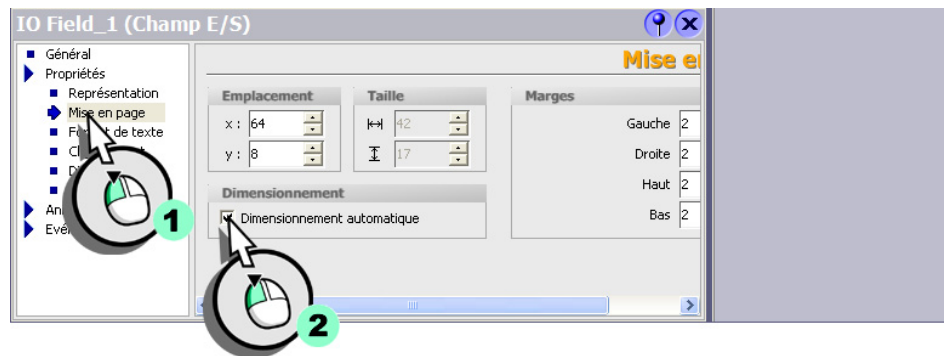 IO Field_1 (Champ E/S)
Général
Propriétés
Représentation
Mise en page
de texte
Mise
Emplacement
x : 64
y : 8
Taille
42
17
Dimensionnement
Dimensionnement automatique
Marges
Gauche 2
Droite 2
Haut 2
Bas 2
1
2